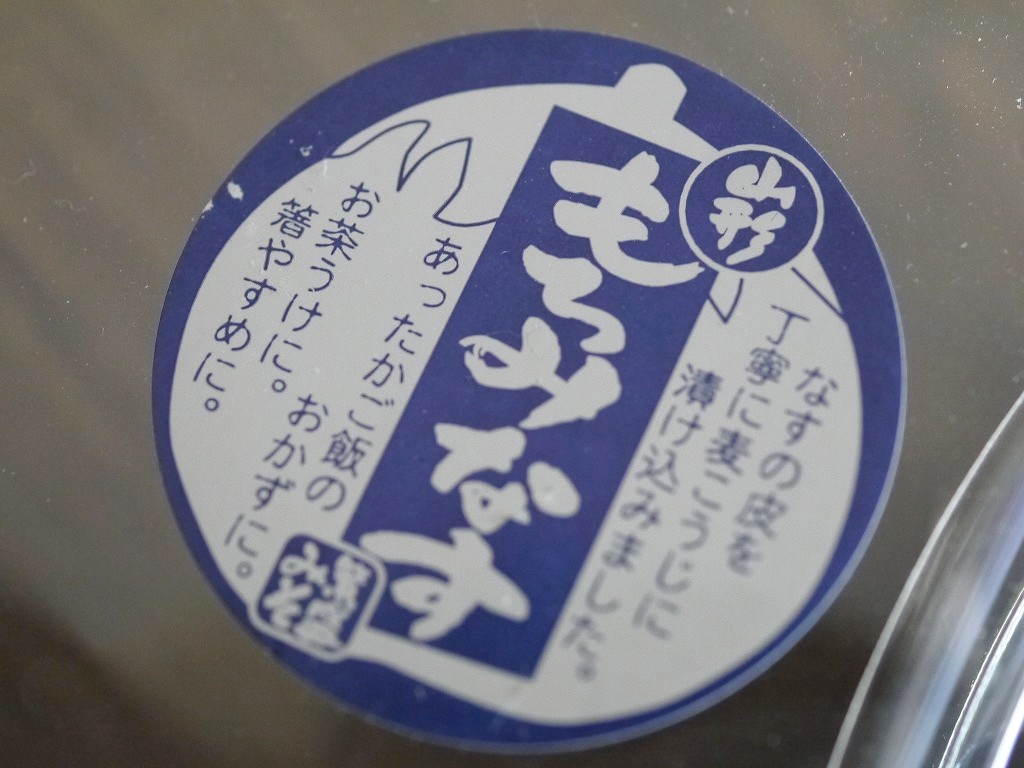 山形
もろみなす
なすの皮を
丁寧に麦こうじに
漬け込みました。
あったかご飯の
おかずに。
お茶うけに。
箸やすめに。
みそ